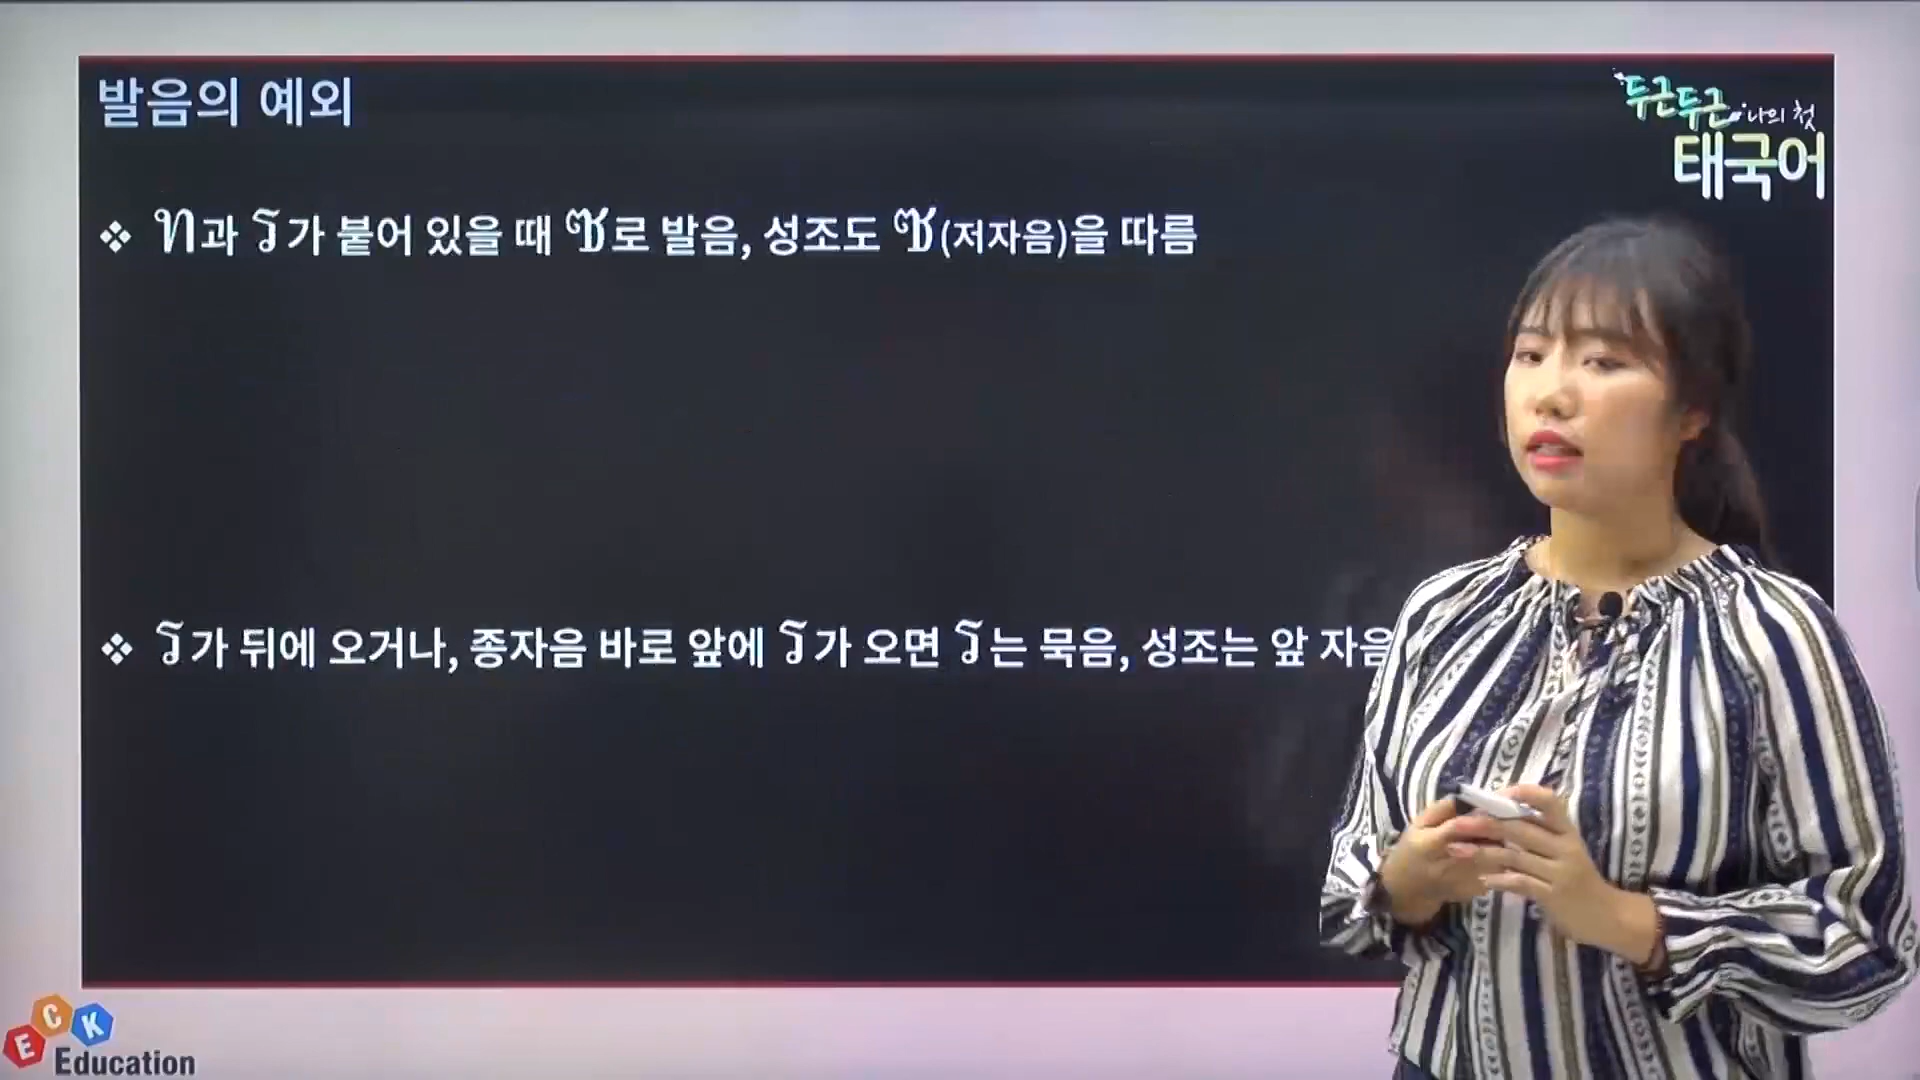 발음의 예외
두근두근 나의 첫
태국어
❖ ท과 ร가 붙어 있을 때 ซ로 발음, 성조도 ซ(저자음)을 따름
❖ ร가 뒤에 오거나, 종자음 바로 앞에 ร가 오면 ร는 묵음, 성조는 앞 자음
ECK
Education